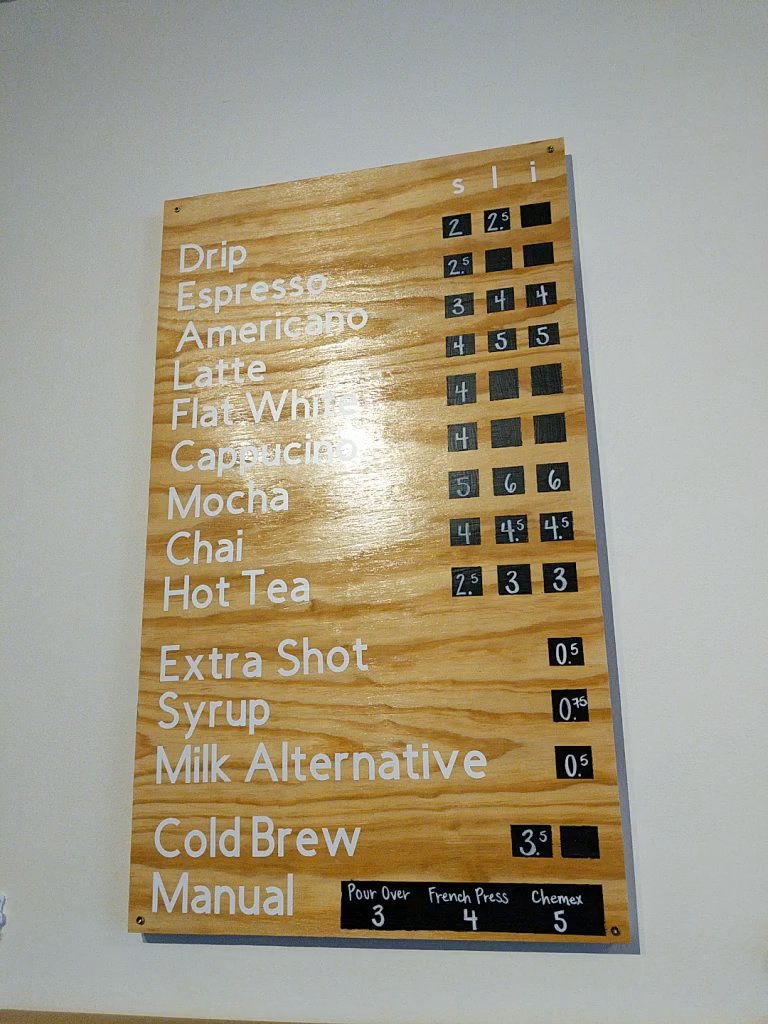 s l i
Drip 2 2.5
Espresso 2.5
Americano 3 4 4
Latte 4 5 5
Flat White 4
Cappucino 4
Mocha 5 6 6
Chai 4 4.5 4.5
Hot Tea 2.5 3 3
Extra Shot 0.5
Syrup 0.75
Milk Alternative 0.5
Cold Brew 3.5
Manual Pour Over French Press Chemex
3 4 5